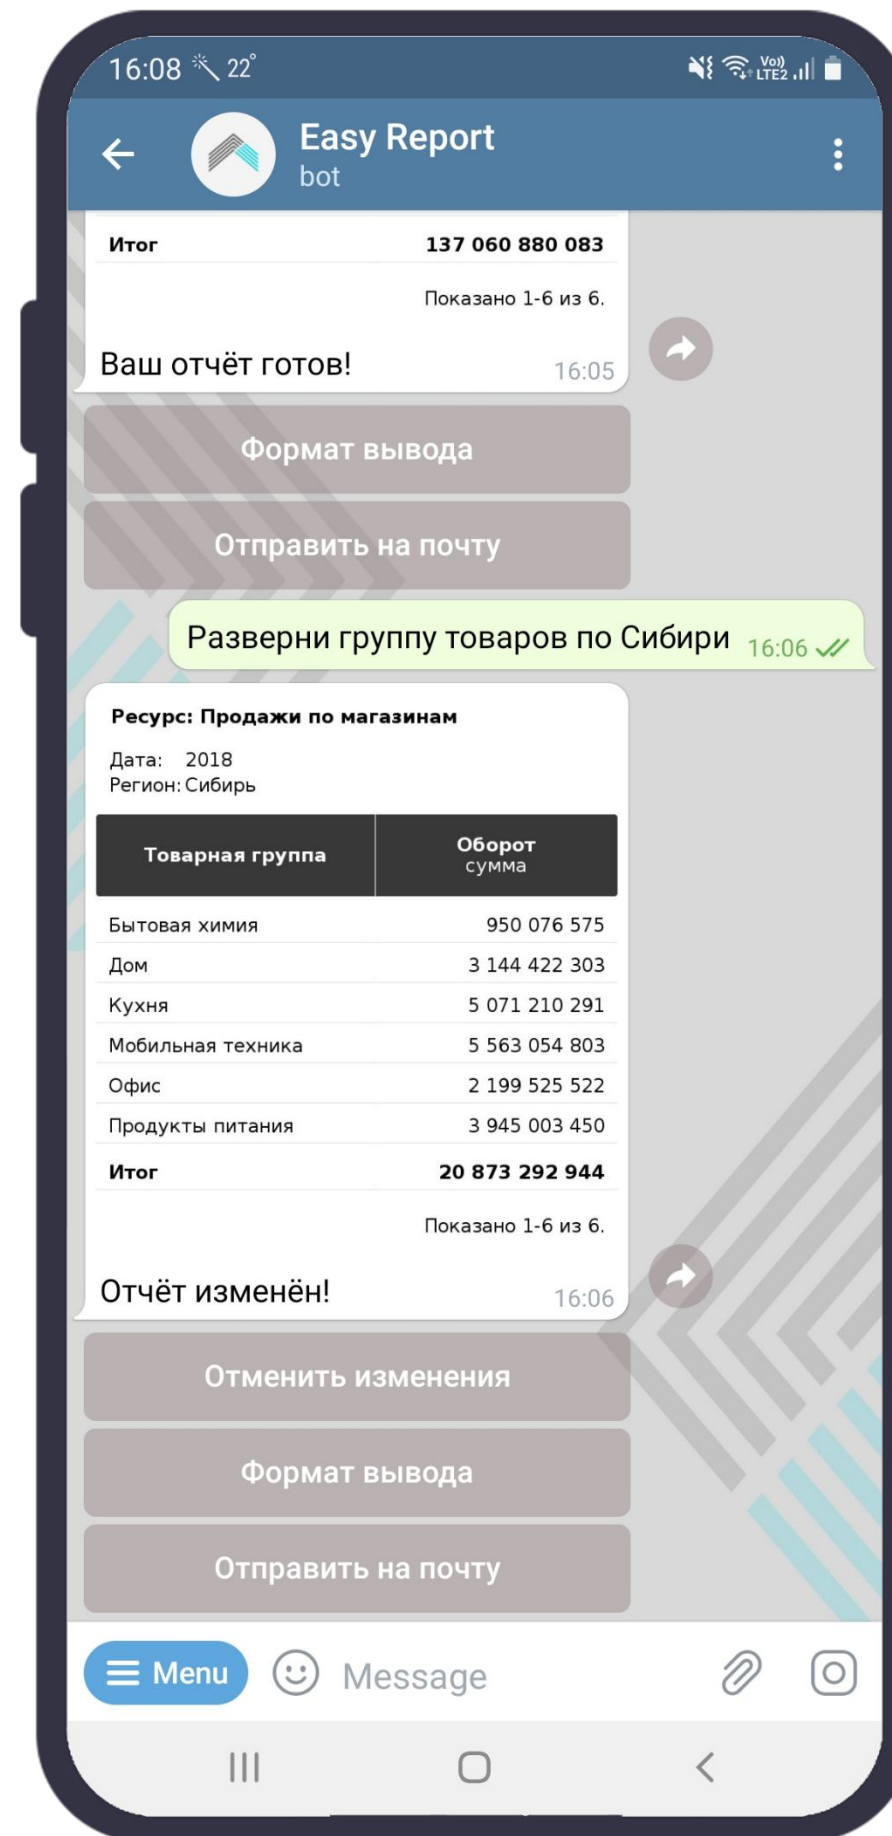 16:08 22°
Vo)) LTE2
Easy Report
bot
Итог 137 060 880 083
Показано 1-6 из 6.
Ваш отчёт готов! 16:05
Формат вывода
Отправить на почту
Разверни группу товаров по Сибири 16:06
Ресурс: Продажи по магазинам
Дата: 2018
Регион: Сибирь
Товарная группа Оборот
сумма
Бытовая химия 950 076 575
Дом 3 144 422 303
Кухня 5 071 210 291
Мобильная техника 5 563 054 803
Офис 2 199 525 522
Продукты питания 3 945 003 450
Итог 20 873 292 944
Показано 1-6 из 6.
Отчёт изменён! 16:06
Отменить изменения
Формат вывода
Отправить на почту
Menu Message